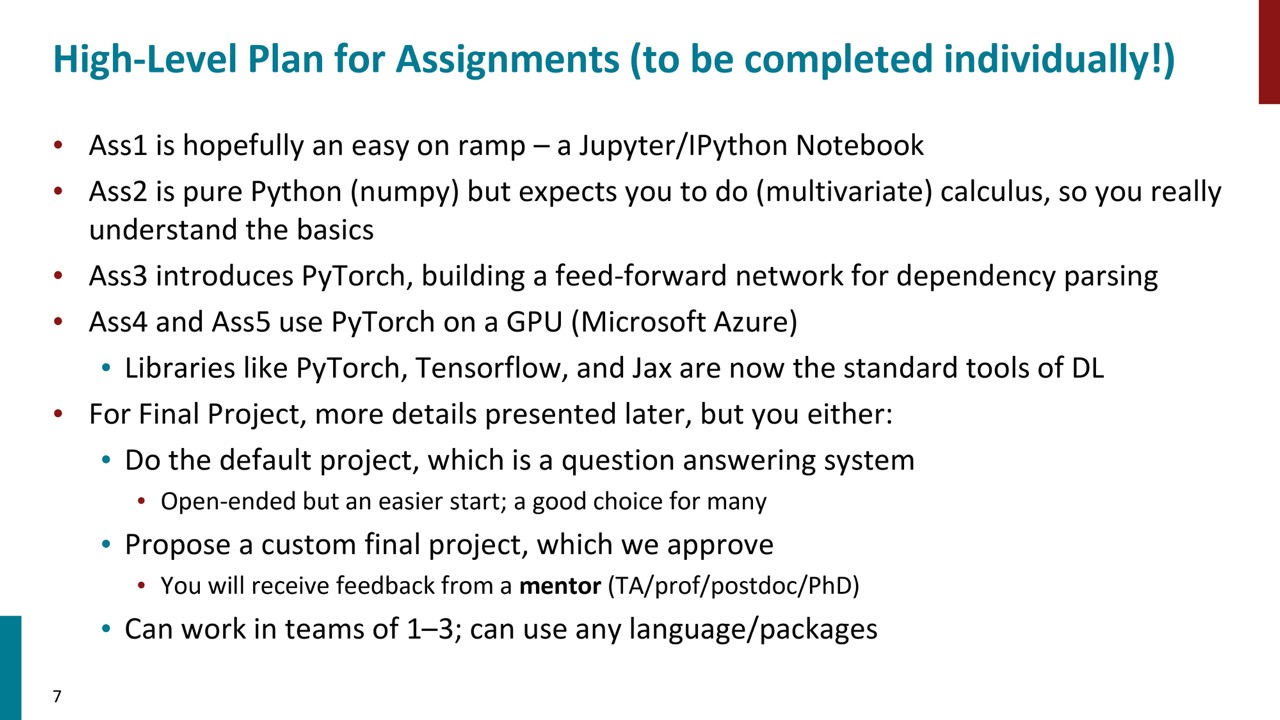 High-Level Plan for Assignments (to be completed individually!)
• Ass1 is hopefully an easy on ramp – a Jupyter/IPython Notebook
• Ass2 is pure Python (numpy) but expects you to do (multivariate) calculus, so you really
understand the basics
• Ass3 introduces PyTorch, building a feed-forward network for dependency parsing
• Ass4 and Ass5 use PyTorch on a GPU (Microsoft Azure)
• Libraries like PyTorch, Tensorflow, and Jax are now the standard tools of DL
• For Final Project, more details presented later, but you either:
• Do the default project, which is a question answering system
• Open-ended but an easier start; a good choice for many
• Propose a custom final project, which we approve
• You will receive feedback from a mentor (TA/prof/postdoc/PhD)
• Can work in teams of 1–3; can use any language/packages
7